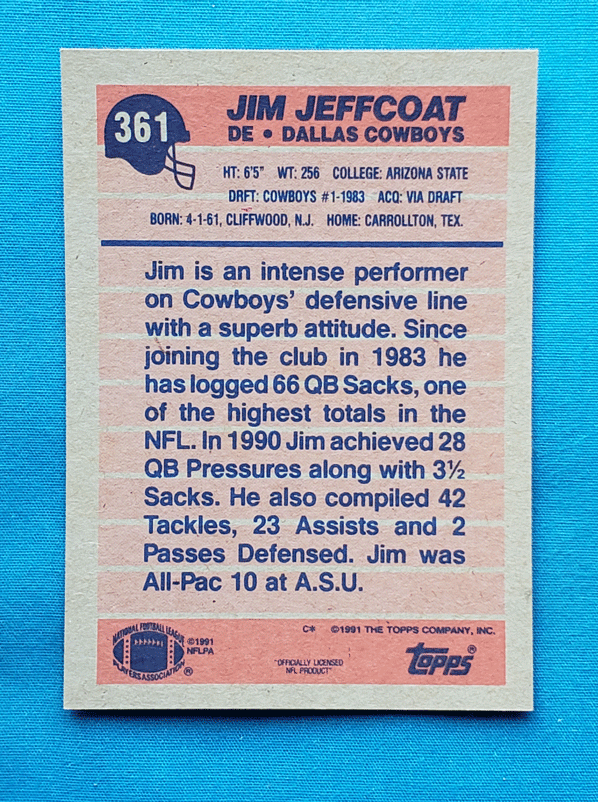 361
JIM JEFFCOAT
DE • DALLAS COWBOYS
HT: 6'5" WT: 256 COLLEGE: ARIZONA STATE
DRFT: COWBOYS #1-1983 ACQ: VIA DRAFT
BORN: 4-1-61, CLIFFWOOD, N.J. HOME: CARROLLTON, TEX.
Jim is an intense performer
on Cowboys' defensive line
with a superb attitude. Since
joining the club in 1983 he
has logged 66 QB Sacks, one
of the highest totals in the
NFL. In 1990 Jim achieved 28
QB Pressures along with 3½
Sacks. He also compiled 42
Tackles, 23 Assists and 2
Passes Defensed. Jim was
All-Pac 10 at A.S.U.
NATIONAL FOOTBALL LEAGUE
PLAYERS ASSOCIATION ®
©1991
NFLPA
C* ©1991 THE TOPPS COMPANY, INC.
"OFFICIALLY LICENSED
NFL PRODUCT"
Topps®